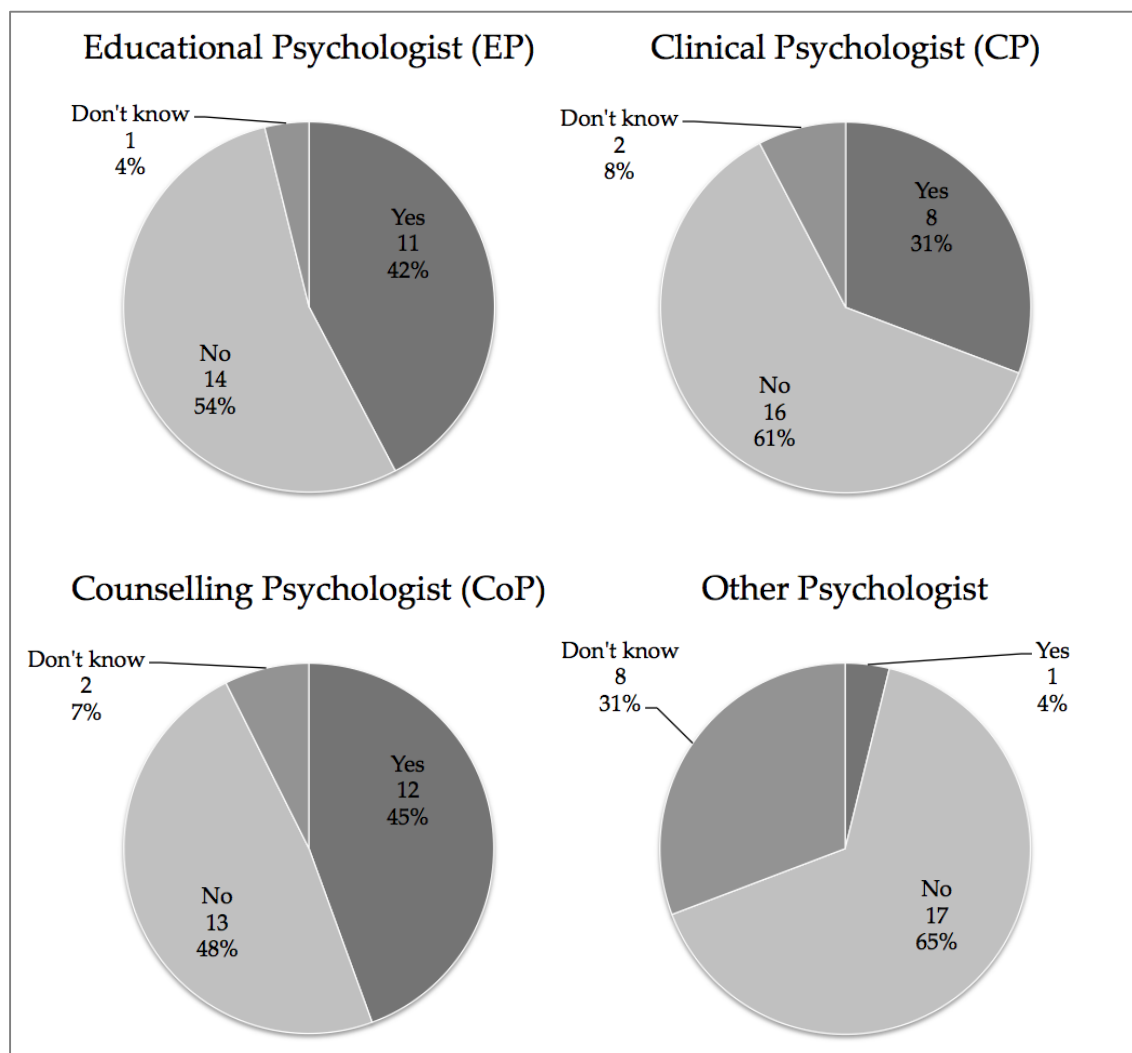 Educational Psychologist (EP)
Don't know
1
4%
Yes
11
42%
No
14
54%
Clinical Psychologist (CP)
Don't know
2
8%
Yes
8
31%
No
16
61%
Counselling Psychologist (CoP)
Don't know
2
7%
Yes
12
45%
No
13
48%
Other Psychologist
Don't know
8
31%
Yes
1
4%
No
17
65%